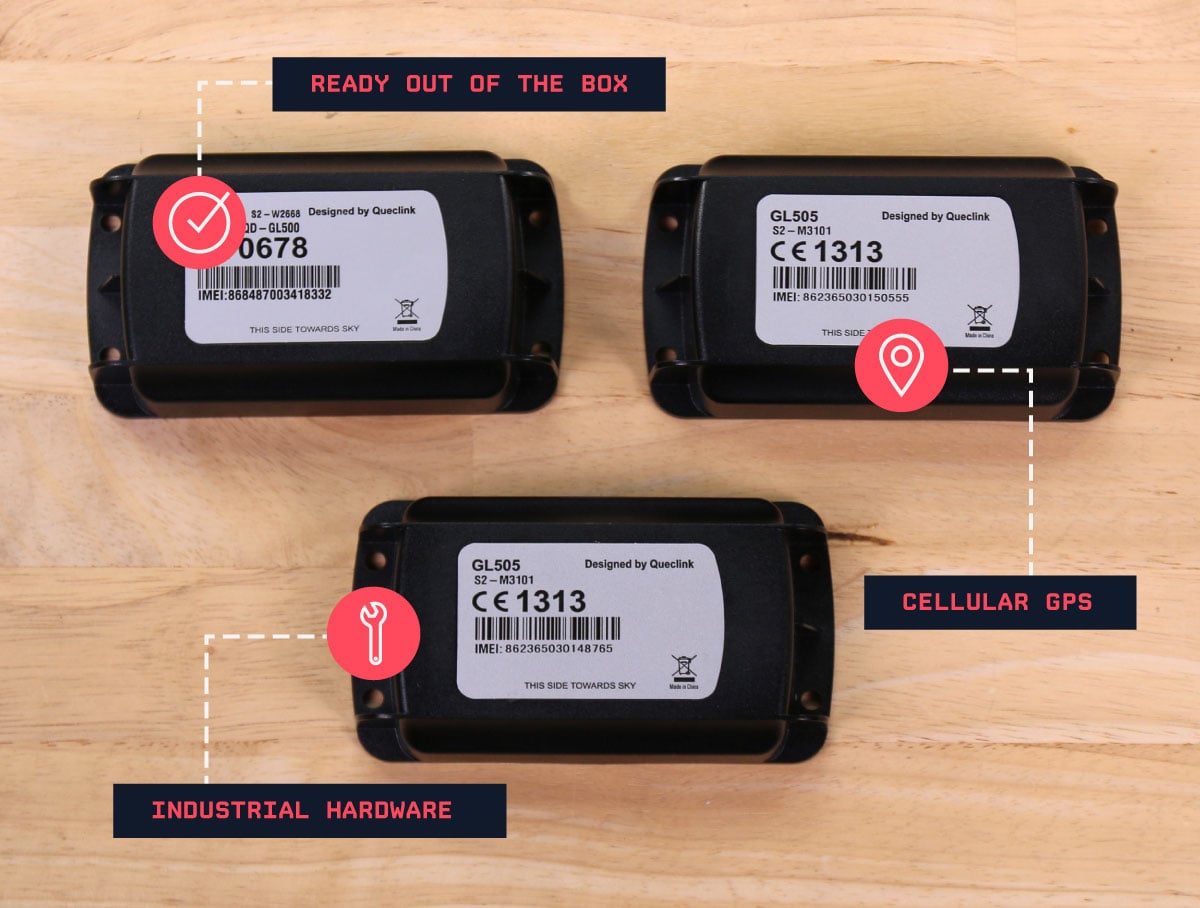 READY OUT OF THE BOX
S2-W2668 Designed by Queclink
QD-GL500
0678
IMEI:868487003418332
THIS SIDE TOWARDS SKY
Made in China
GL505 Designed by Queclink
S2-M3101
CE 1313
IMEI: 862365030150555
THIS SIDE
Made in China
CELLULAR GPS
GL505 Designed by Queclink
S2-M3101
CE 1313
IMEI: 862365030148765
THIS SIDE TOWARDS SKY
Made in China
INDUSTRIAL HARDWARE